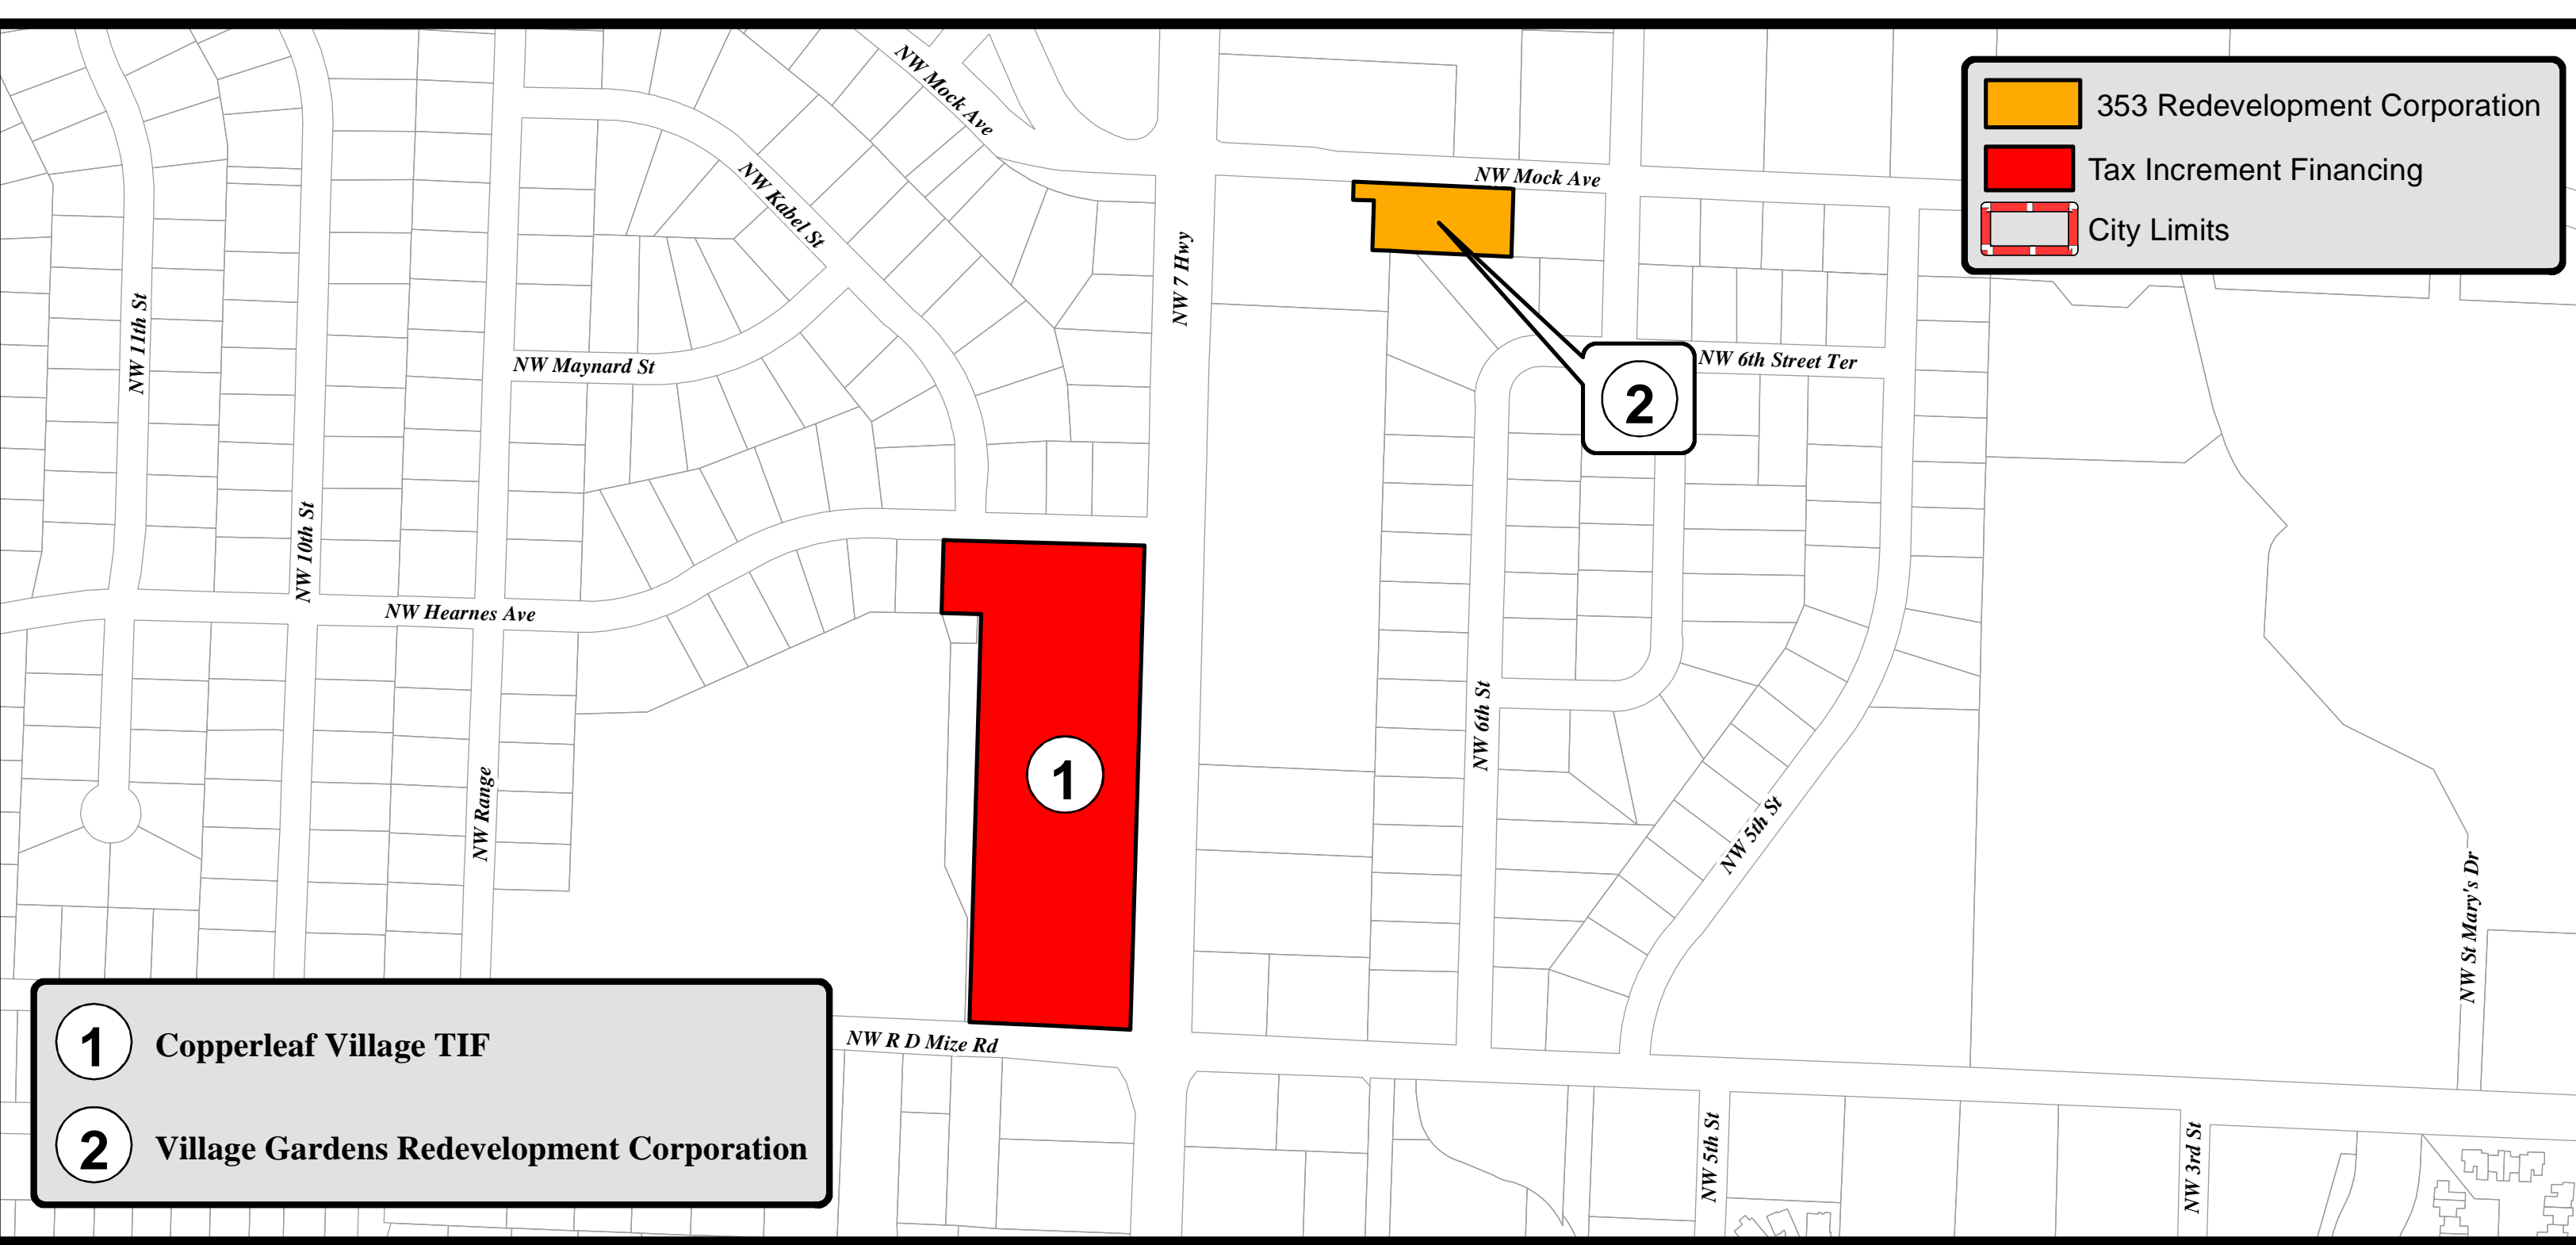 NW Mock Ave
353 Redevelopment Corporation
Tax Increment Financing
City Limits
NW Mock Ave
NW Kabel St
NW 7 Hwy
NW 11th St
NW Maynard St
NW 6th Street Ter
2
NW 10th St
NW Hearnes Ave
NW 6th St
1
NW Range
NW 5th St
NW St Mary's Dr
NW R D Mize Rd
1 Copperleaf Village TIF
2 Village Gardens Redevelopment Corporation
NW 5th St
NW 3rd St